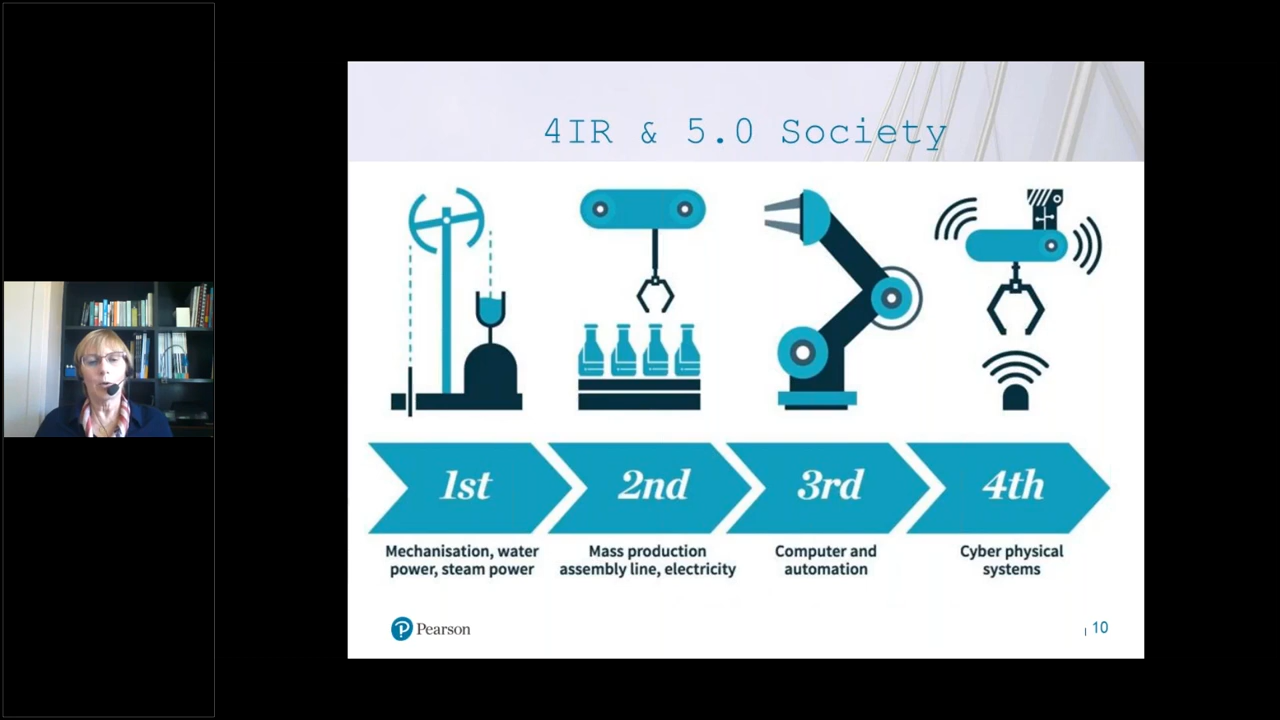 4IR & 5.0 Society
1st
2nd
3rd
4th
Mechanisation, water
power, steam power
Mass production
assembly line, electricity
Computer and
automation
Cyber physical
systems
Pearson
10